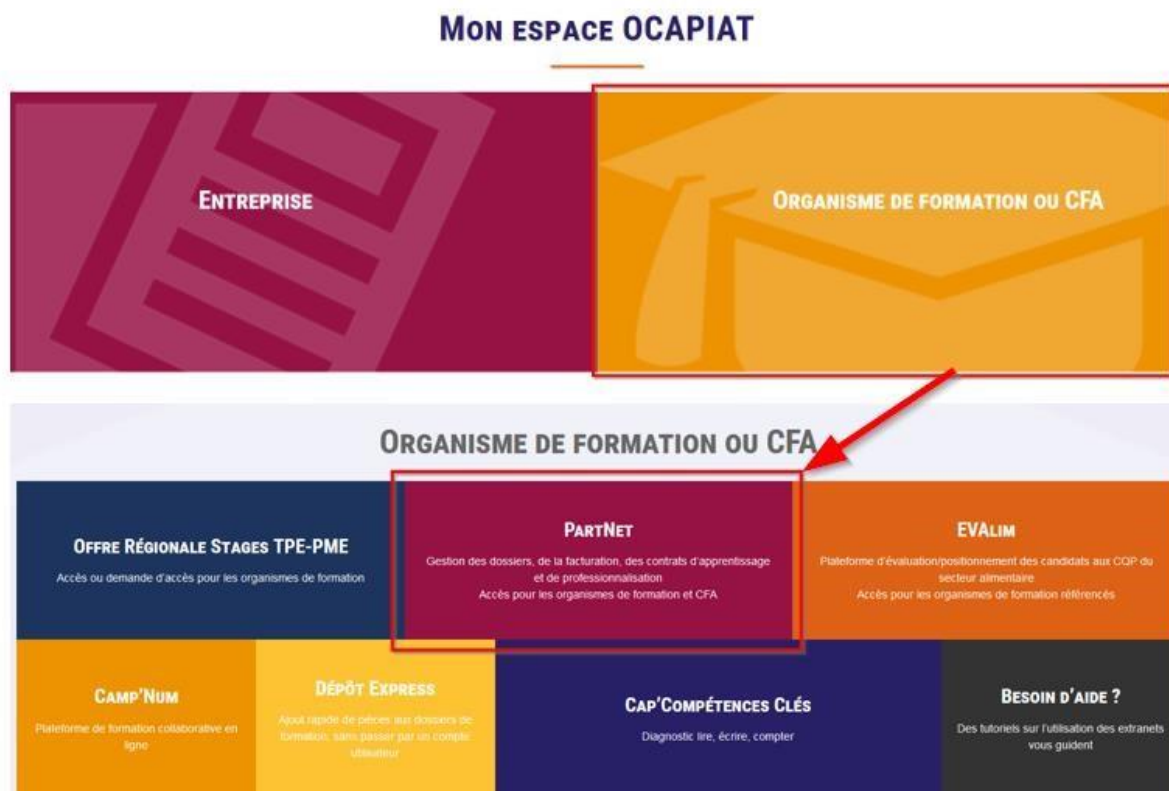 MON ESPACE OCAPIAT
ENTREPRISE
ORGANISME DE FORMATION OU CFA
ORGANISME DE FORMATION OU CFA
OFFRE RÉGIONALE STAGES TPE-PME
Accès ou demande d'accès pour les organismes de formation
PARTNET
Gestion des dossiers, de la facturation, des contrats d'apprentissage
et de professionnalisation
Accès pour les organismes de formation et CFA
EVALIM
Plateforme d'évaluation/positionnement des candidats aux CQP du
secteur alimentaire
Accès pour les organismes de formation référencés
CAMP'NUM
Plateforme de formation collaborative en
ligne
DÉPÔT EXPRESS
Ajout rapide de pièces aux dossiers de
formation, sans passer par un compte
utilisateur
CAP'COMPÉTENCES CLÉS
Diagnostic lire, écrire, compter
BESOIN D'AIDE ?
Des tutoriels sur l'utilisation des extranets
vous guident